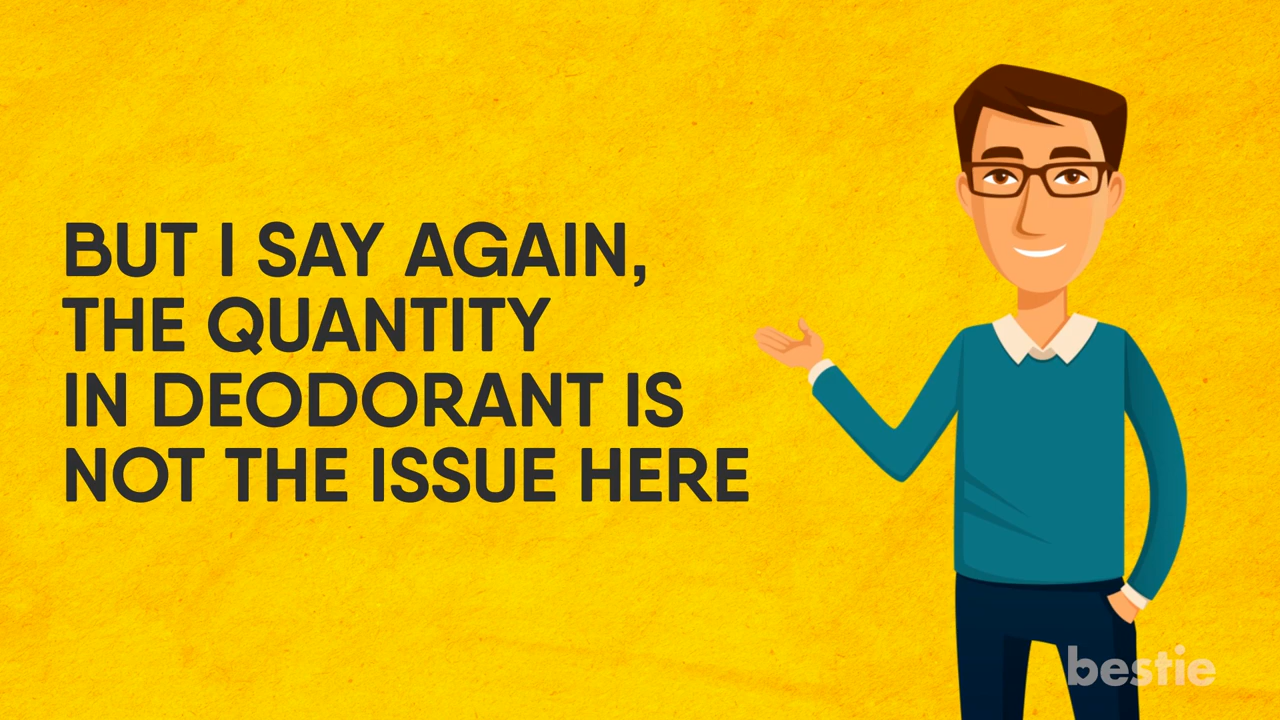 BUT I SAY AGAIN,
THE QUANTITY
IN DEODORANT IS
NOT THE ISSUE HERE
bestie